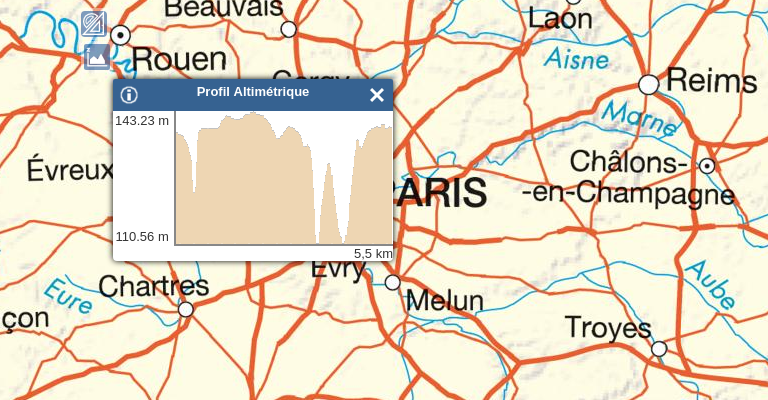 Beauvais
Laon
Rouen
Aisne
Reims
Profil Altimétrique
143.23 m
Marne
Évreux
Châlons-
-en-Champagne
110.56 m
5,5 km
Évry
Chartres
Eure
Melun
Aube
çon
Troyes